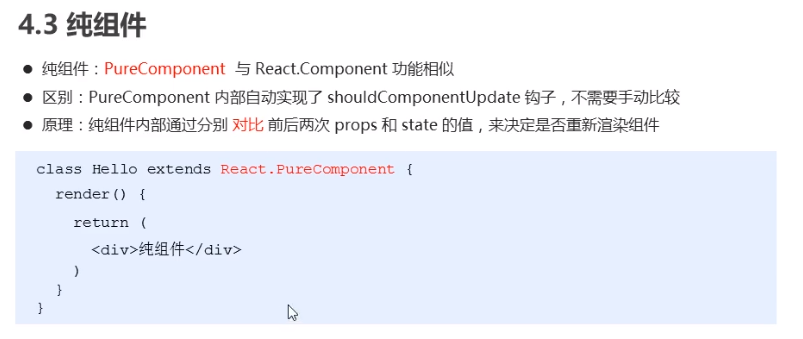 4.3 纯组件
● 纯组件：PureComponent 与 React.Component 功能相似
● 区别：PureComponent 内部自动实现了 shouldComponentUpdate 钩子，不需要手动比较
● 原理：纯组件内部通过分别 对比 前后两次 props 和 state 的值，来决定是否重新渲染组件
class Hello extends React.PureComponent {
render() {
return (
<div>纯组件</div>
)
}
}